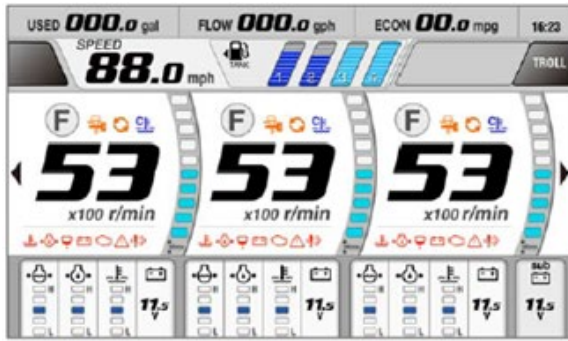 USED 000.0 gal FLOW 000.0 gph ECON 00.0 mpg 16:23
SPEED
88.0 mph TANK 1 2 3 4 TROLL
F F F
53 53 53
x100 r/min x100 r/min x100 r/min
H H H H H H
11.5 11.5 11.5 sub 11.5
V V V V
L L L L L L